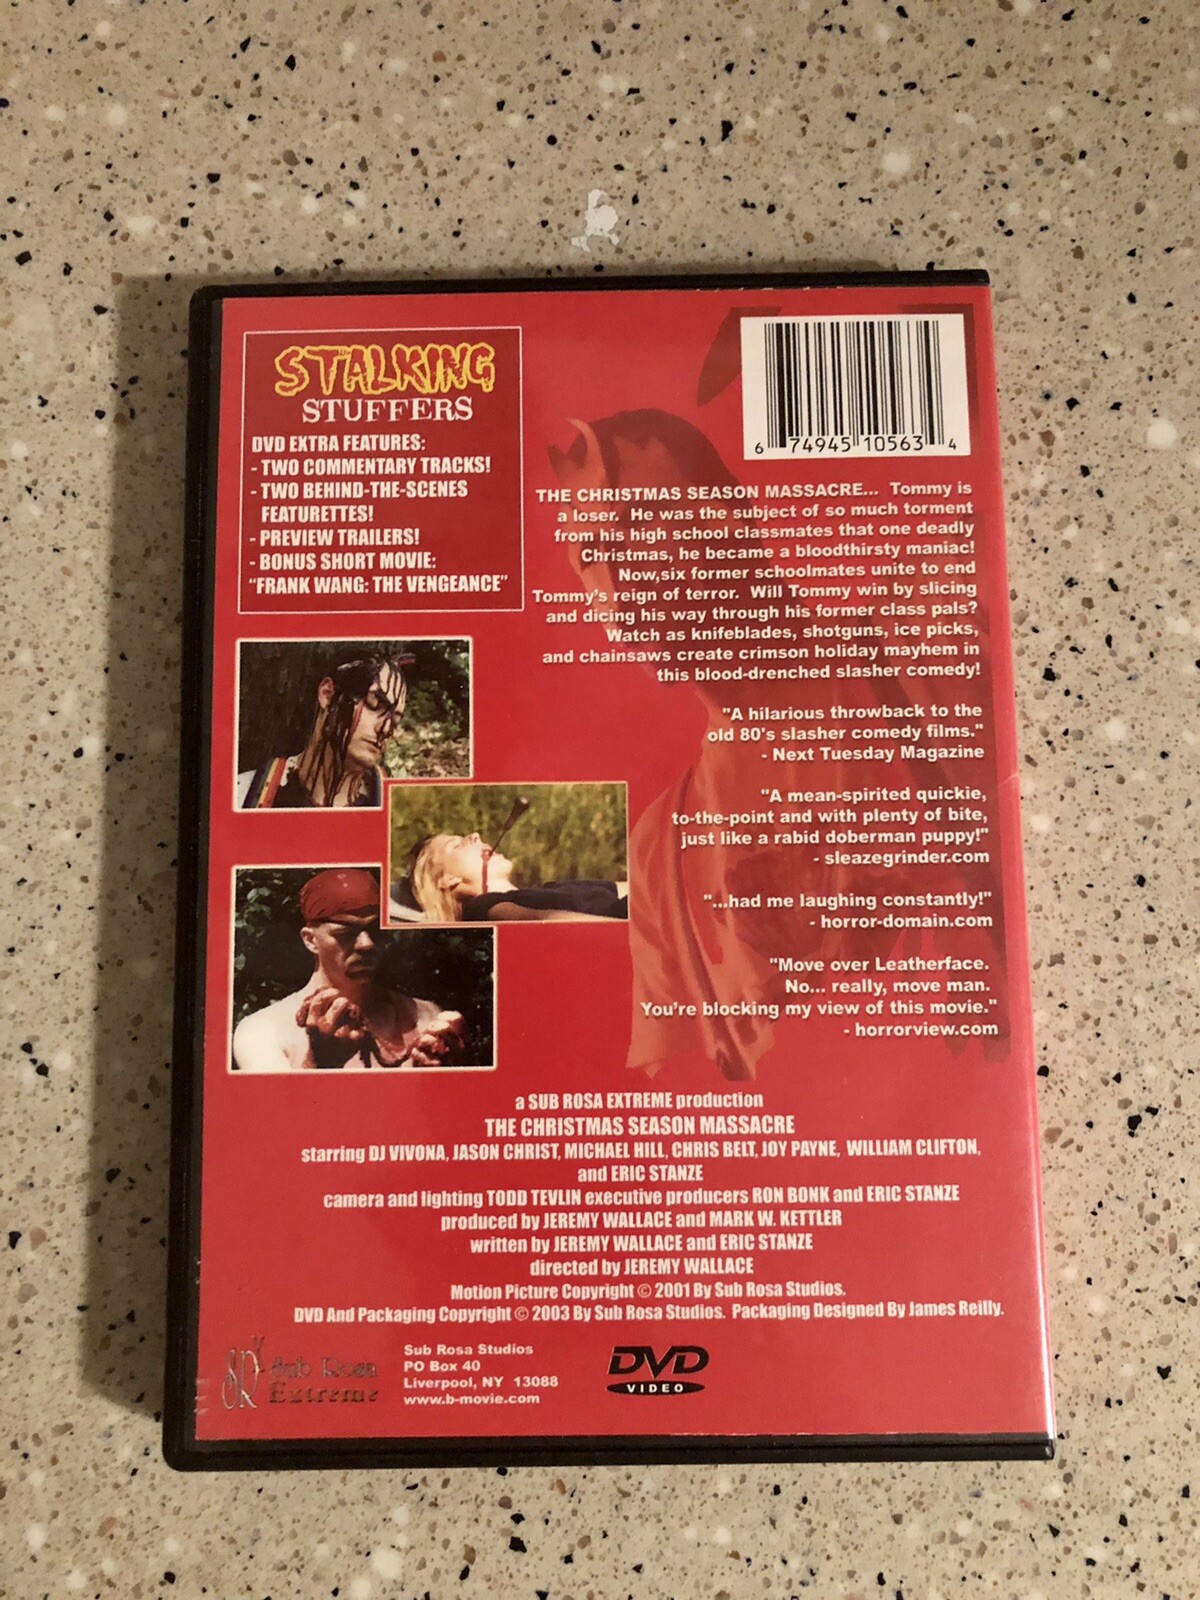 STALKING
STUFFERS
DVD EXTRA FEATURES:
- TWO COMMENTARY TRACKS!
- TWO BEHIND-THE-SCENES
FEATURETTES!
- PREVIEW TRAILERS!
- BONUS SHORT MOVIE:
"FRANK WANG: THE VENGEANCE"
6 74945 10563 4
THE CHRISTMAS SEASON MASSACRE... Tommy is
a loser. He was the subject of so much torment
from his high school classmates that one deadly
Christmas, he became a bloodthirsty maniac!
Now,six former schoolmates unite to end
Tommy's reign of terror. Will Tommy win by slicing
and dicing his way through his former class pals?
Watch as knifeblades, shotguns, ice picks,
and chainsaws create crimson holiday mayhem in
this blood-drenched slasher comedy!
"A hilarious throwback to the
old 80's slasher comedy films."
- Next Tuesday Magazine
"A mean-spirited quickie,
to-the-point and with plenty of bite,
just like a rabid doberman puppy!"
- sleazegrinder.com
"...had me laughing constantly!"
- horror-domain.com
"Move over Leatherface.
No... really, move man.
You're blocking my view of this movie."
- horrorview.com
a SUB ROSA EXTREME production
THE CHRISTMAS SEASON MASSACRE
starring DJ VIVONA, JASON CHRIST, MICHAEL HILL, CHRIS BELT, JOY PAYNE, WILLIAM CLIFTON,
and ERIC STANZE
camera and lighting TODD TEVLIN executive producers RON BONK and ERIC STANZE
produced by JEREMY WALLACE and MARK W. KETTLER
written by JEREMY WALLACE and ERIC STANZE
directed by JEREMY WALLACE
Motion Picture Copyright © 2001 By Sub Rosa Studios.
DVD And Packaging Copyright © 2003 By Sub Rosa Studios. Packaging Designed By James Reilly.
SR Sub Rosa
Extreme
Sub Rosa Studios
PO Box 40
Liverpool, NY 13088
www.b-movie.com
DVD
VIDEO